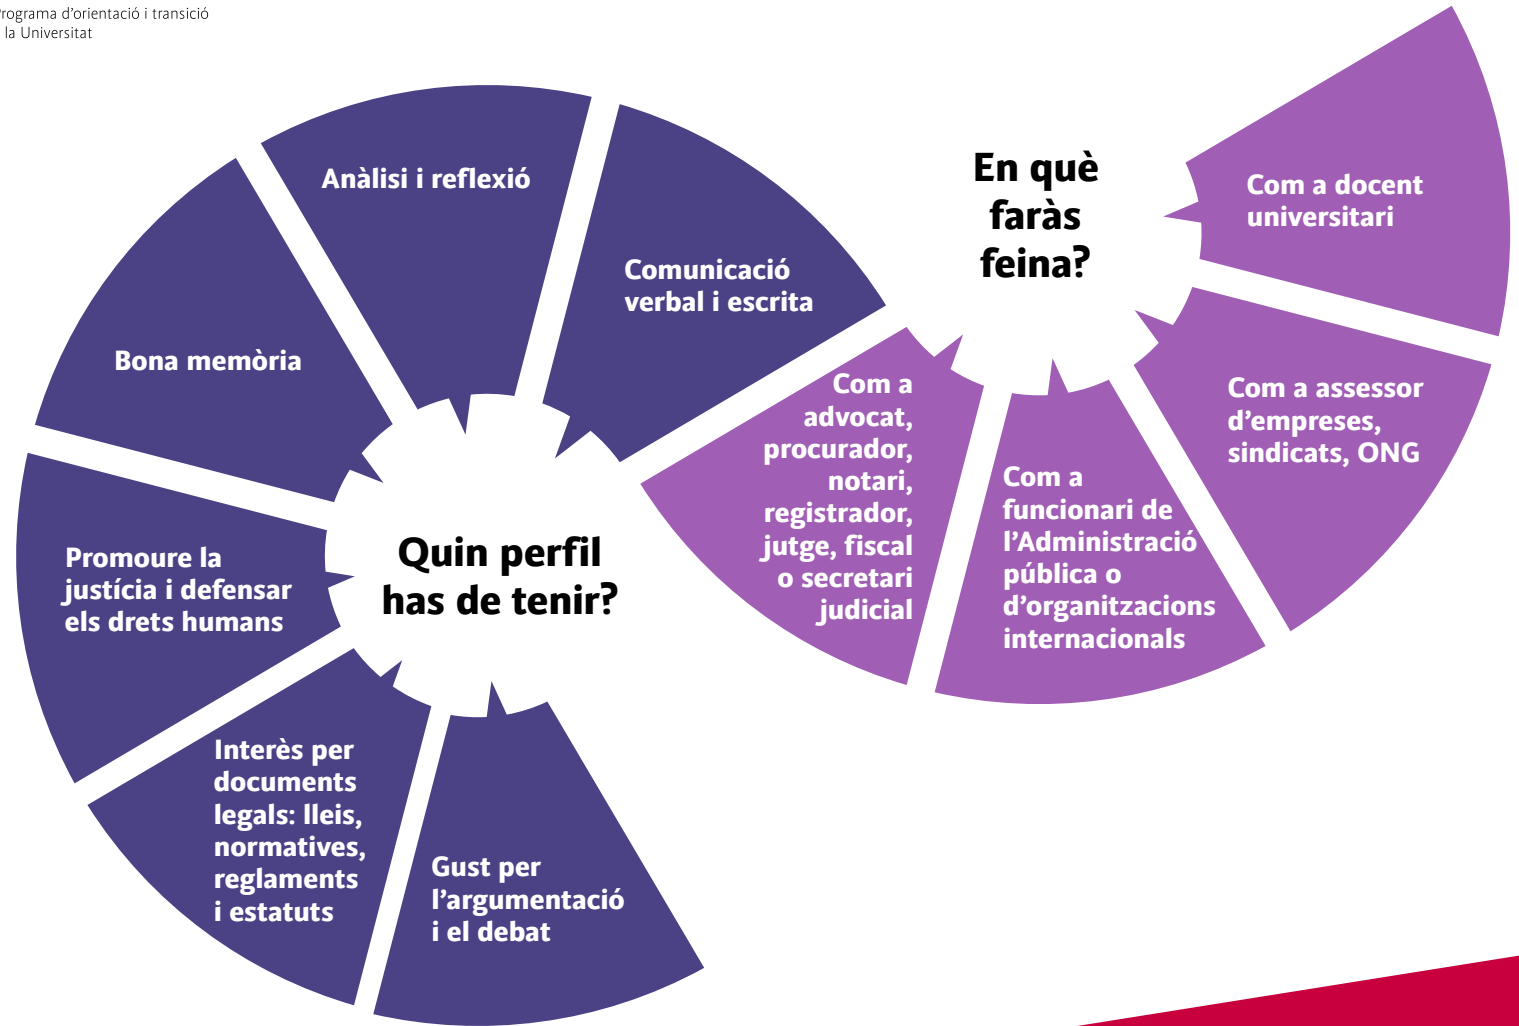 Programa d'orientació i transició
la Universitat
Anàlisi i reflexió
Comunicació
verbal i escrita
Bona memòria
Promoure la
justícia i defensar
els drets humans
Interès per
documents
legals: lleis,
normatives,
reglaments
i estatuts
Gust per
l'argumentació
i el debat
Quin perfil
has de tenir?
En què
faràs
feina?
Com a
advocat,
procurador,
notari,
registrador,
jutge, fiscal
o secretari
judicial
Com a
funcionari de
l'Administració
pública o
d'organitzacions
internacionals
Com a assessor
d'empreses,
sindicats, ONG
Com a docent
universitari